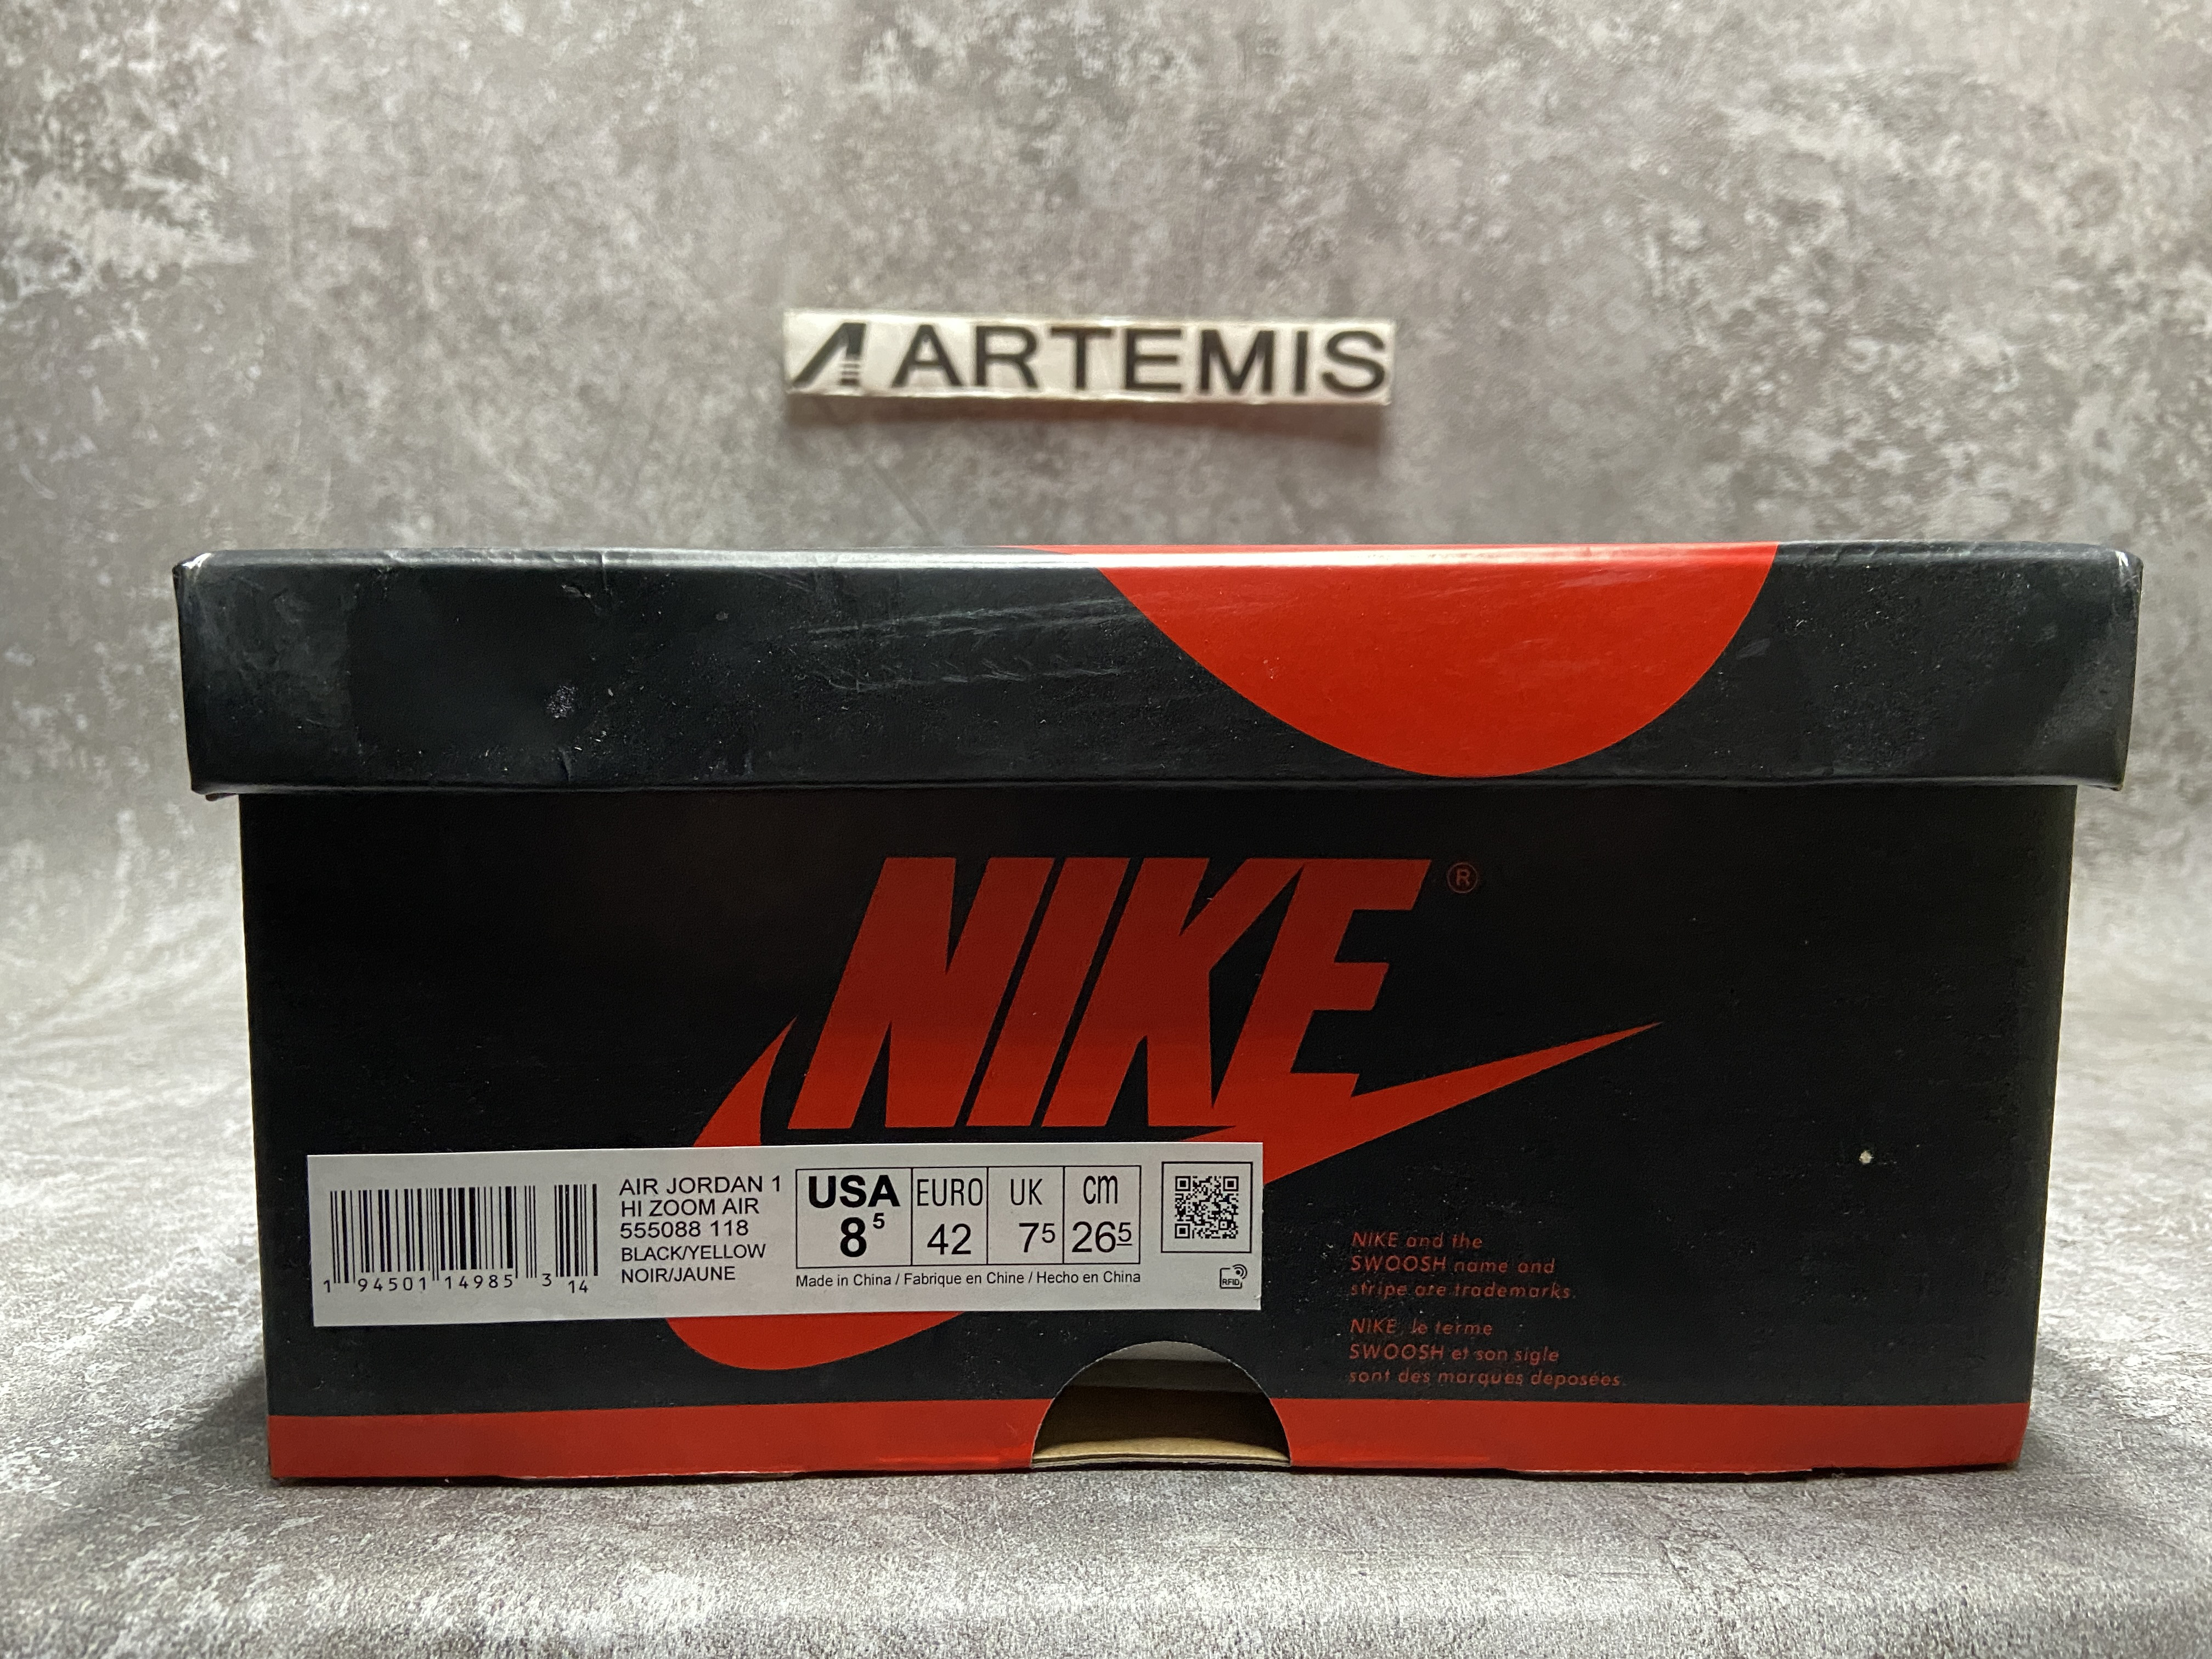 ARTEMIS
NIKE ®
AIR JORDAN 1
HI ZOOM AIR
555088 118
BLACK/YELLOW
NOIR/JAUNE
1 94501 14985 3 14
USA EURO UK cm
8⁵ 42 7⁵ 26⁵
Made in China / Fabrique en Chine / Hecho en China
RFID
NIKE and the
SWOOSH name and
stripe are trademarks.
NIKE, le terme
SWOOSH et son sigle
sont des marques déposées.